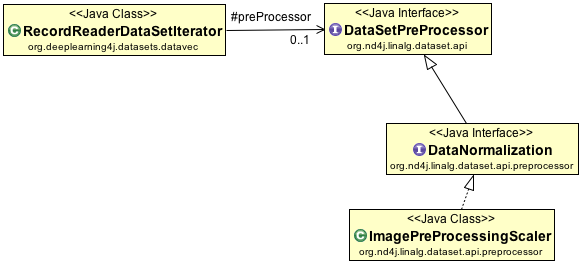 <<Java Class>>
RecordReaderDataSetIterator
org.deeplearning4j.datasets.datavec
#preProcessor
0..1
<<Java Interface>>
DataSetPreProcessor
org.nd4j.linalg.dataset.api
<<Java Interface>>
DataNormalization
org.nd4j.linalg.dataset.api.preprocessor
<<Java Class>>
ImagePreProcessingScaler
org.nd4j.linalg.dataset.api.preprocessor